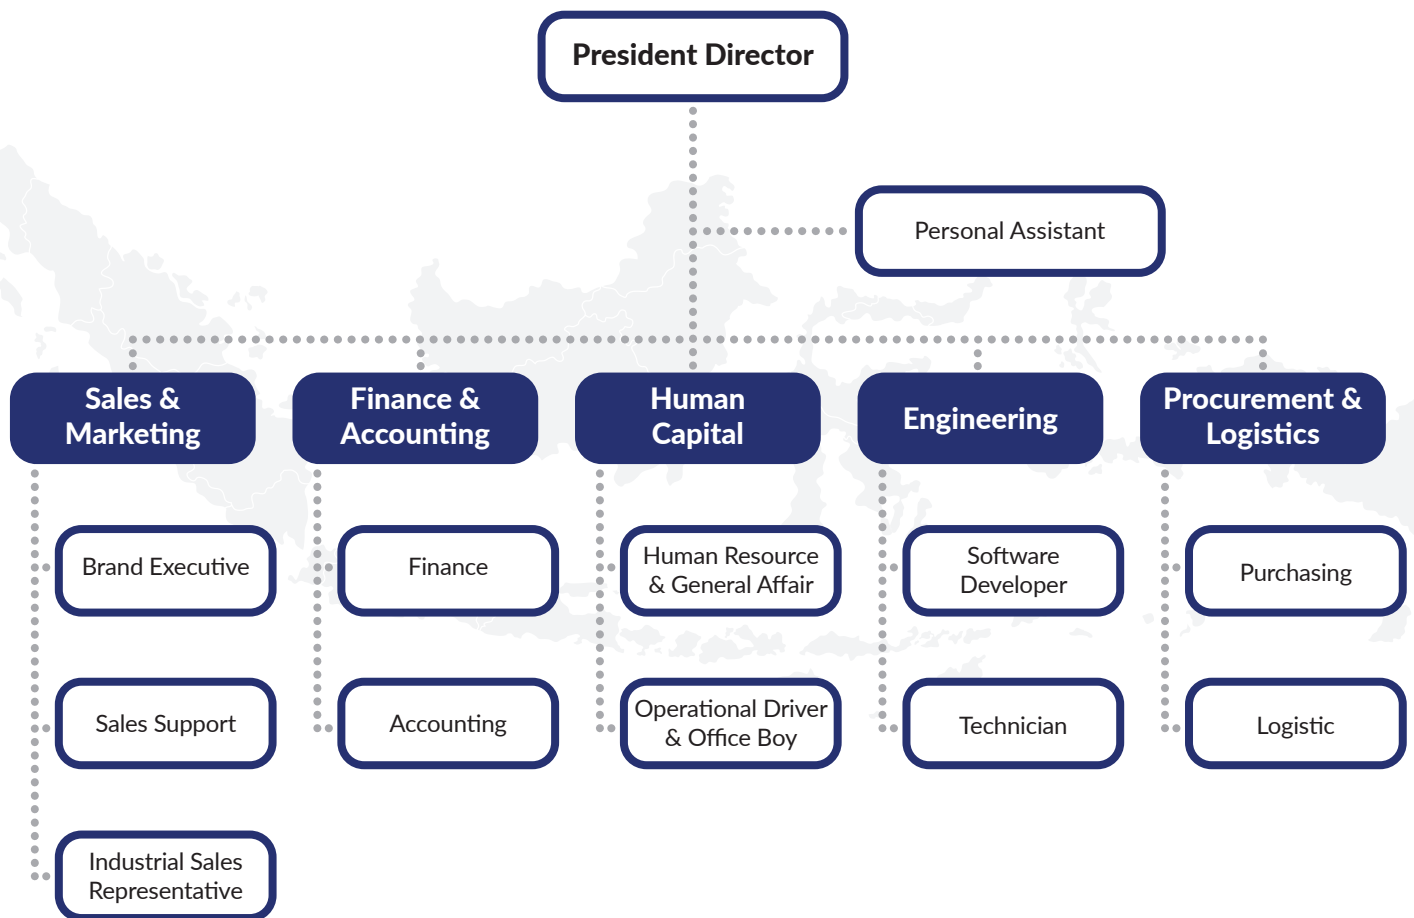 President Director
Personal Assistant
Sales &
Marketing
Finance &
Accounting
Human
Capital
Engineering
Procurement &
Logistics
Brand Executive
Finance
Human Resource
& General Affair
Software
Developer
Purchasing
Sales Support
Accounting
Operational Driver
& Office Boy
Technician
Logistic
Industrial Sales
Representative